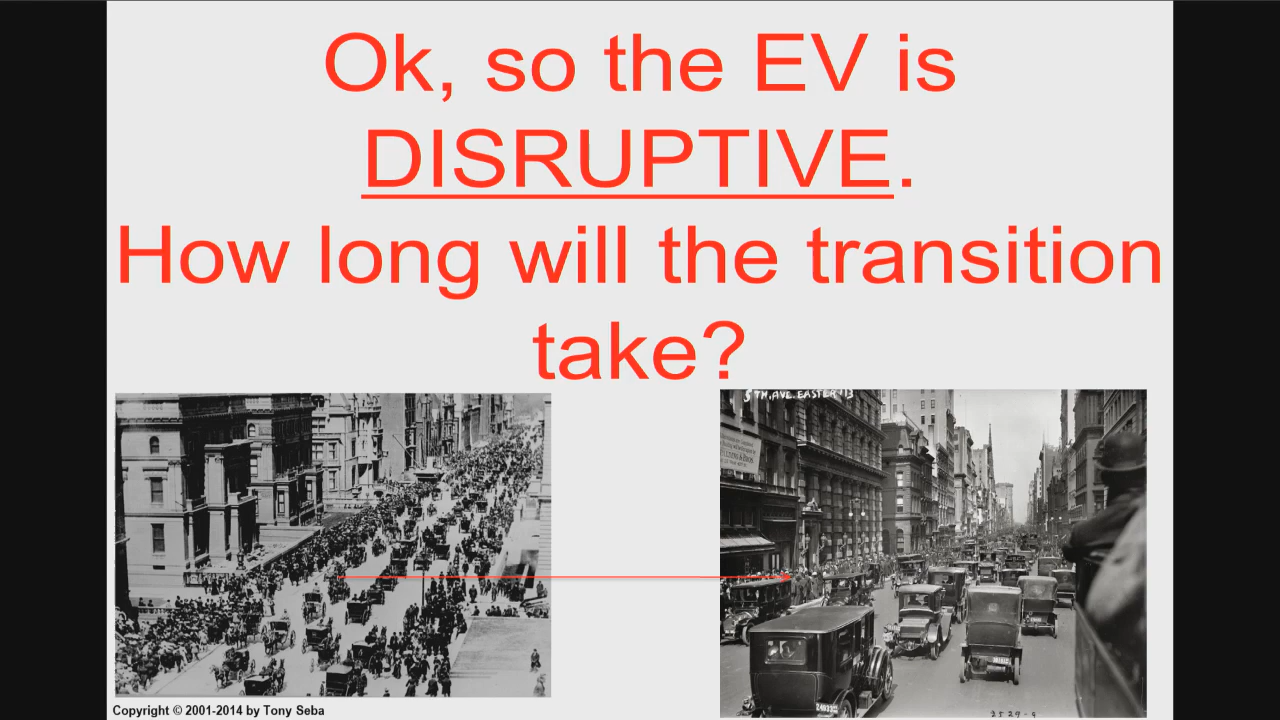 Ok, so the EV is
DISRUPTIVE.
How long will the transition
take?
5TH. AVE. EASTER '13
Copyright © 2001-2014 by Tony Seba